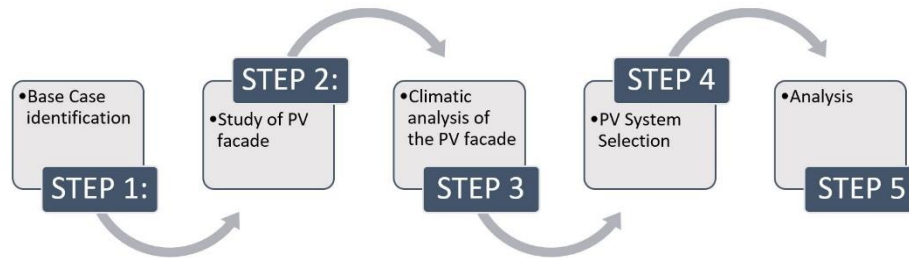 •Base Case
identification
STEP 1:
STEP 2:
•Study of PV
facade
•Climatic
analysis of
the PV facade
STEP 3
STEP 4
•PV System
Selection
•Analysis
STEP 5